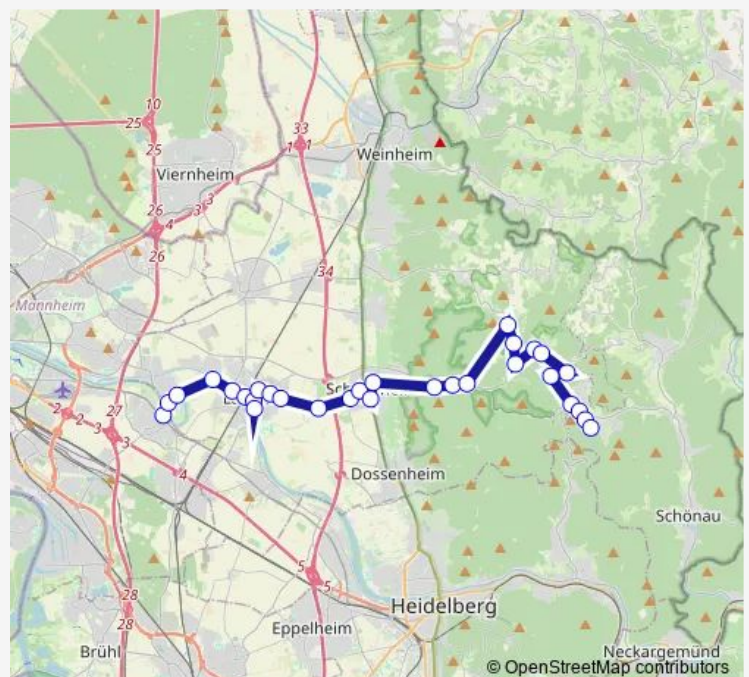 10
25
25
33
1
1
Weinheim
Viernheim
3
3
26
4
26
34
Mannheim
2
2
27
3
3
4
Dossenheim
Schönau
5
5
Heidelberg
28
28
Eppelheim
Brühl
Neckargemünd
© OpenStreetMap contributors